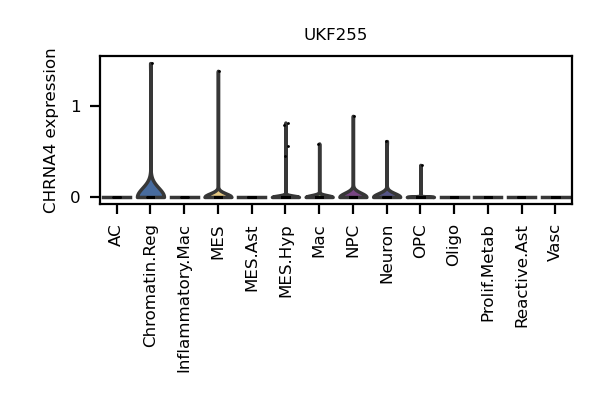 UKF255
CHRNA4 expression
1
0
AC
Chromatin.Reg
Inflammatory.Mac
MES
MES.Ast
MES.Hyp
Mac
NPC
Neuron
OPC
Oligo
Prolif.Metab
Reactive.Ast
Vasc